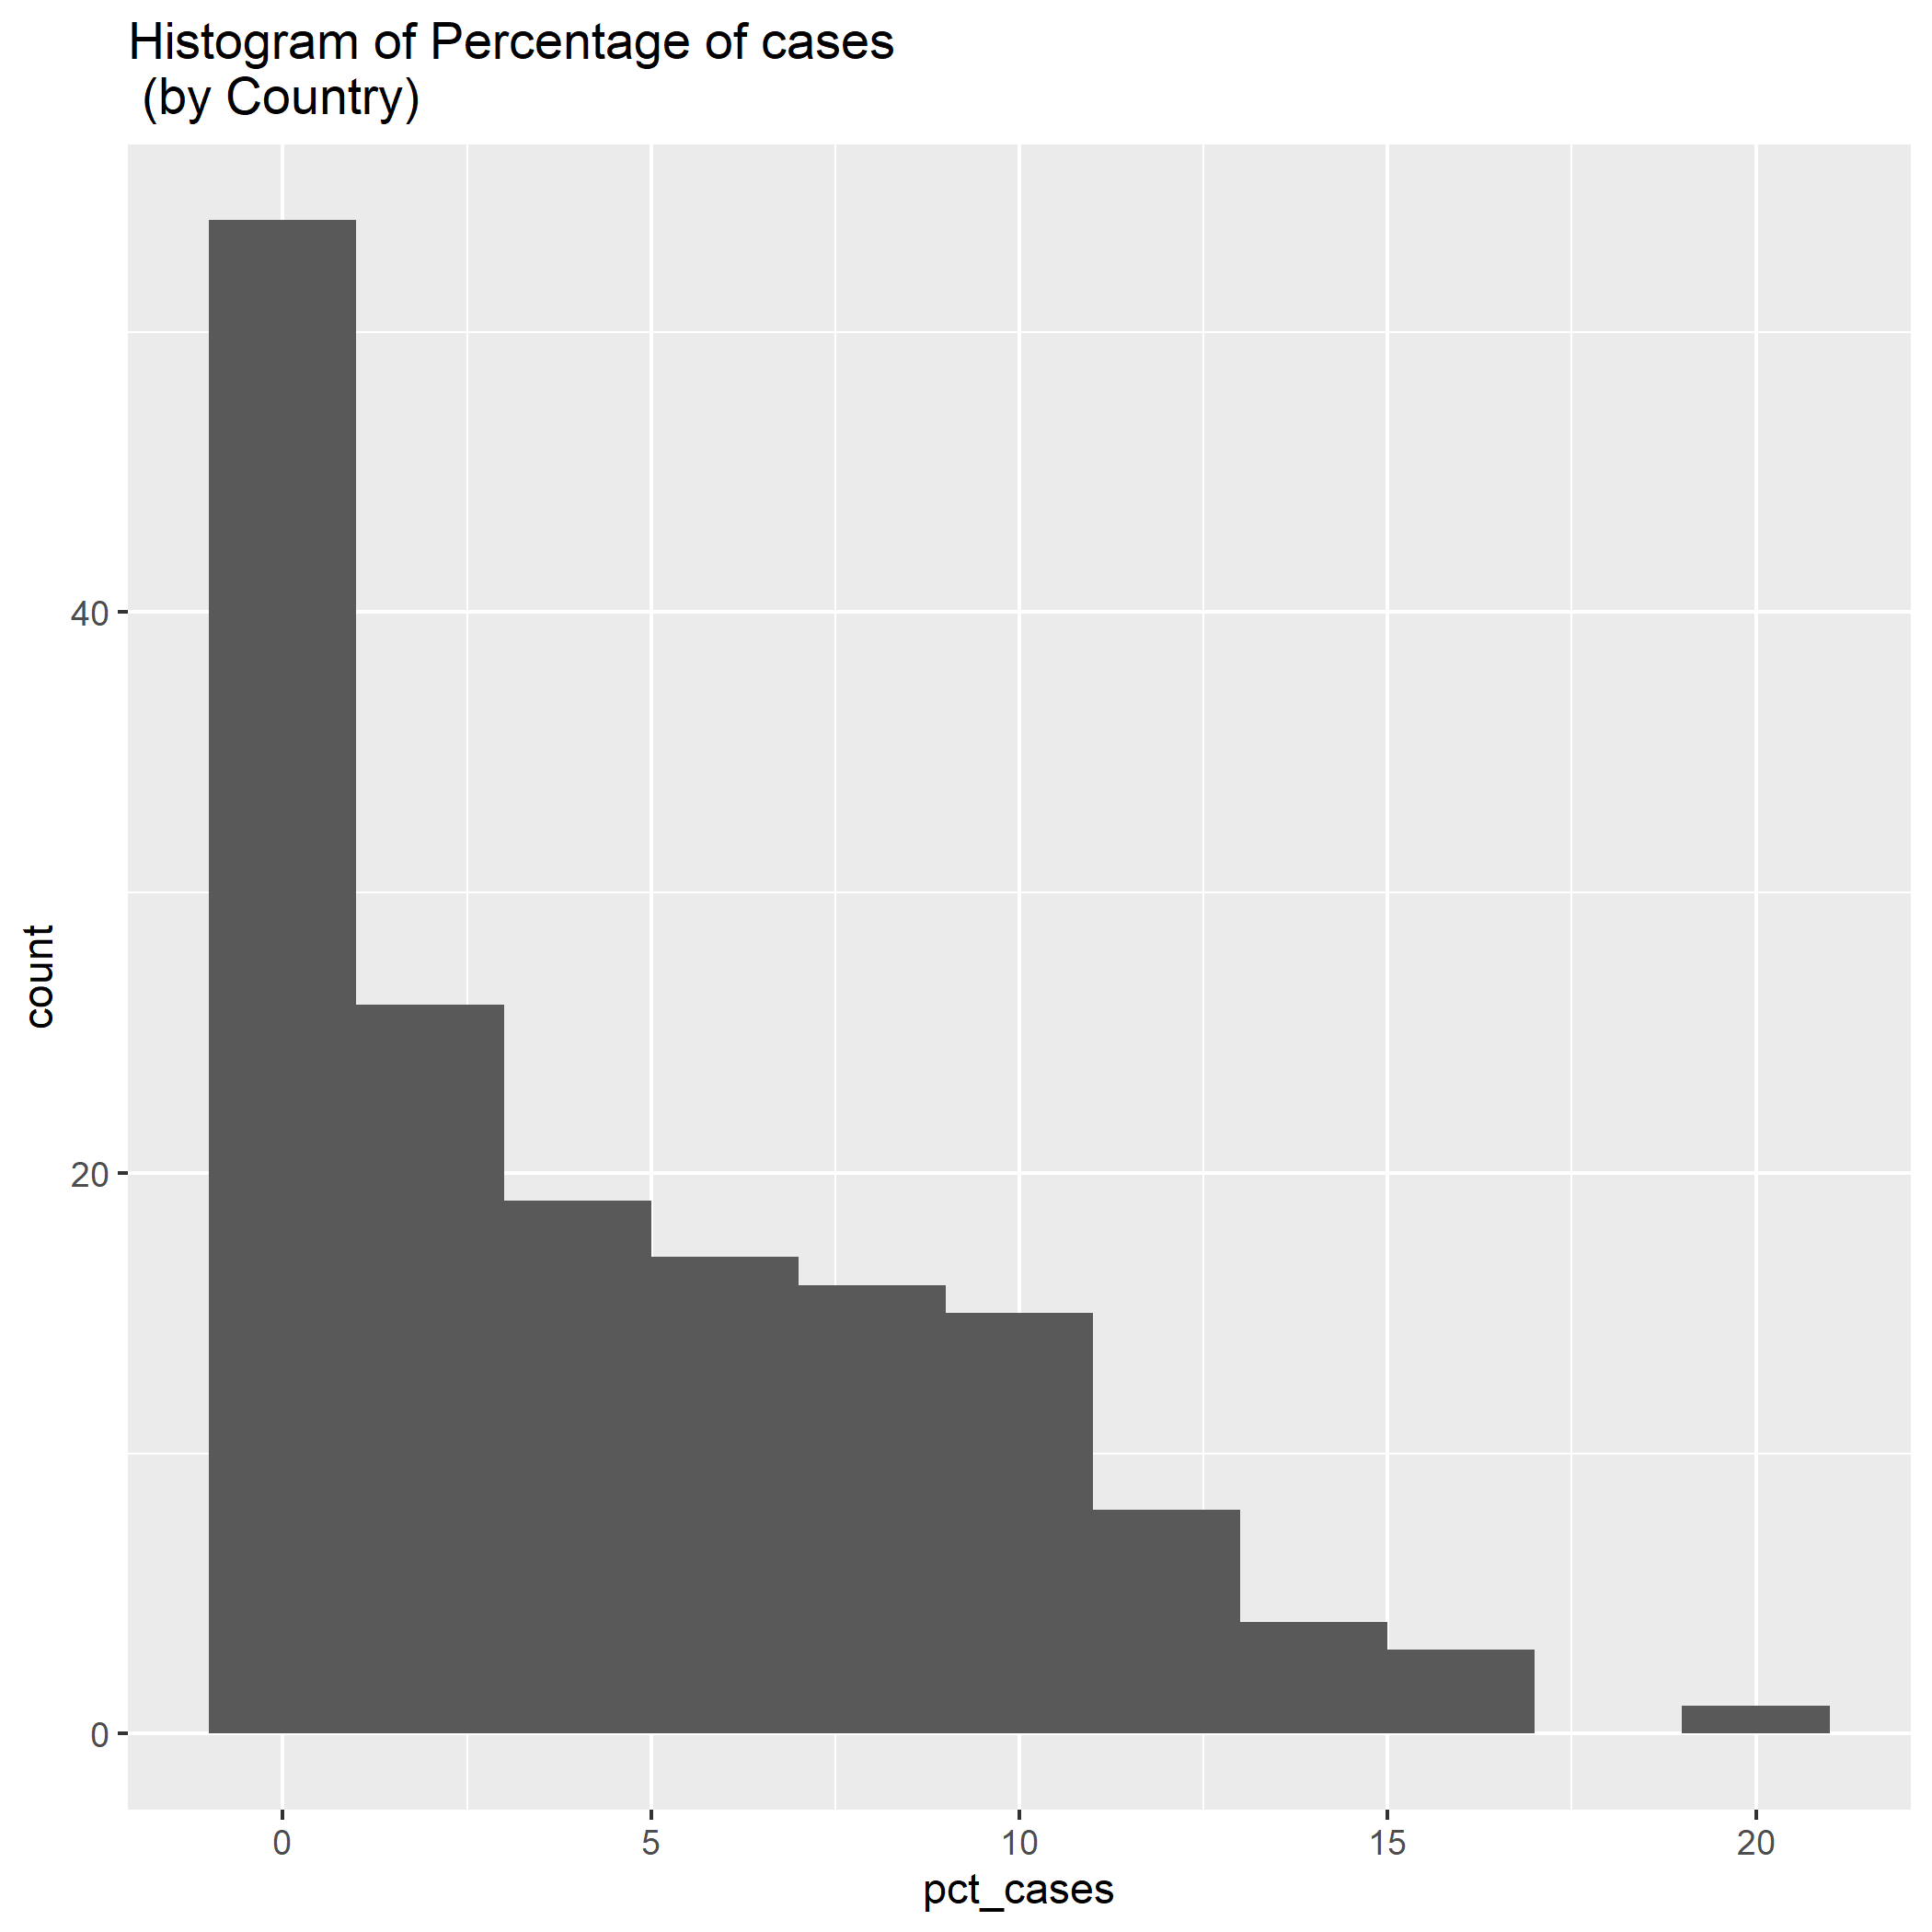 Histogram of Percentage of cases
(by Country)
count
40
20
0
0 5 10 15 20
pct_cases